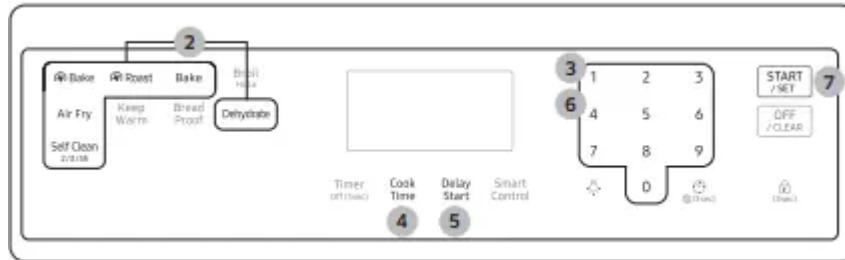 2
Bake
Roast
Bake
Broil
Air Fry
Keep
Warm
Bread
Proof
Dehydrate
Self Clean
Timer
Cook
Time
4
Delay
Start
5
Smart
Control
3
6
1 2 3
4 5 6
7 8 9
0
START
/ SET
7
OFF
/ CLEAR